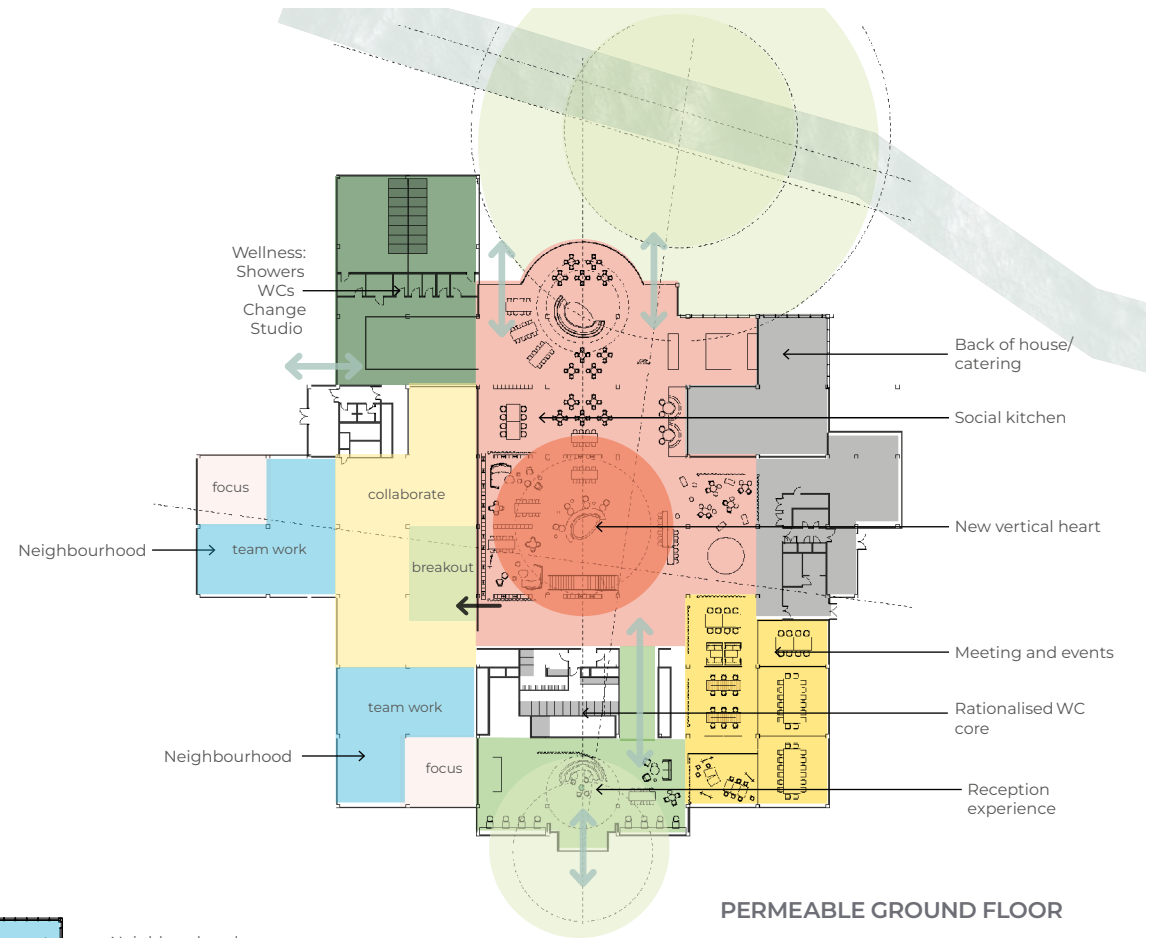 Wellness:
Showers
WCs
Change
Studio
Back of house/
catering
Social kitchen
focus
collaborate
New vertical heart
Neighbourhood
team work
breakout
Meeting and events
team work
Rationalised WC
core
Neighbourhood
focus
Reception
experience
PERMEABLE GROUND FLOOR